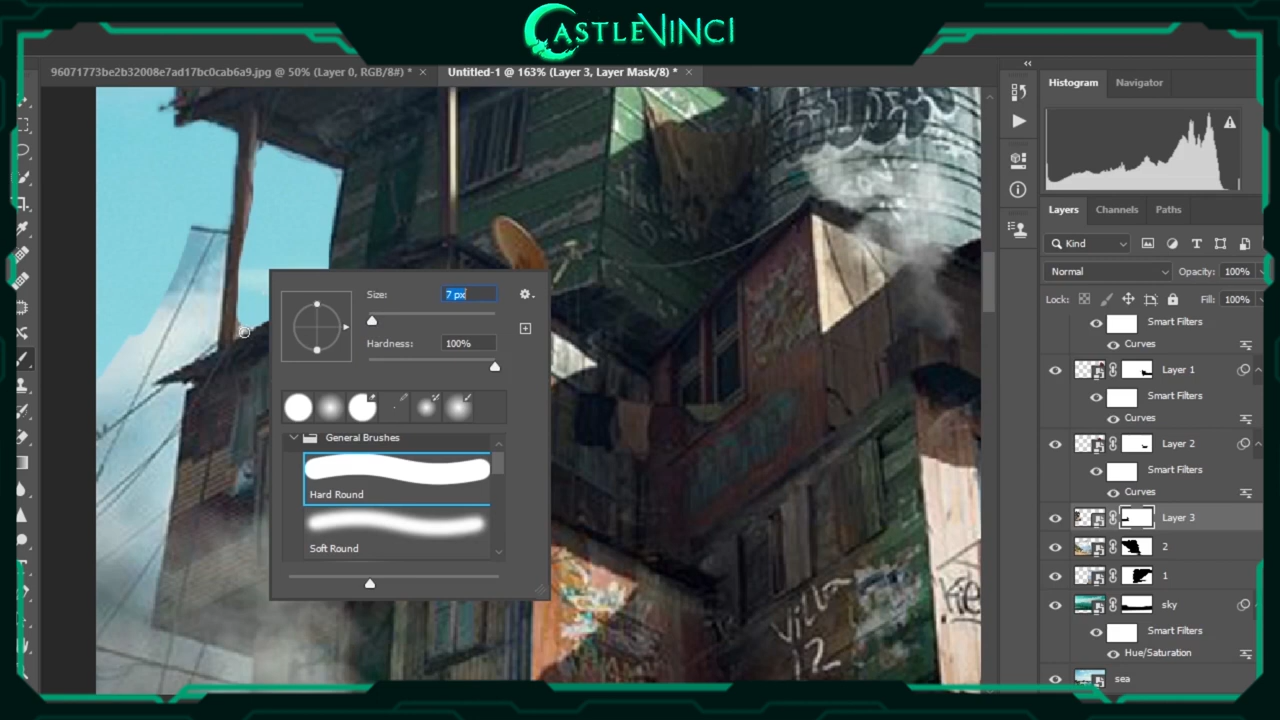 CASTLEVINCI
96071773be2b32008e7ad17bc0cab6a9.jpg @ 50% (Layer 0, RGB/8#) * ×
Untitled-1 @ 163% (Layer 3, Layer Mask/8) * ×
Histogram Navigator
Layers Channels Paths
Kind
Normal Opacity: 100%
Lock: Fill: 100%
Smart Filters
Curves
Layer 1
Smart Filters
Curves
Layer 2
Smart Filters
Curves
Layer 3
2
1
sky
Smart Filters
Hue/Saturation
sea
Size: 7 px
Hardness: 100%
General Brushes
Hard Round
Soft Round
Villa
12